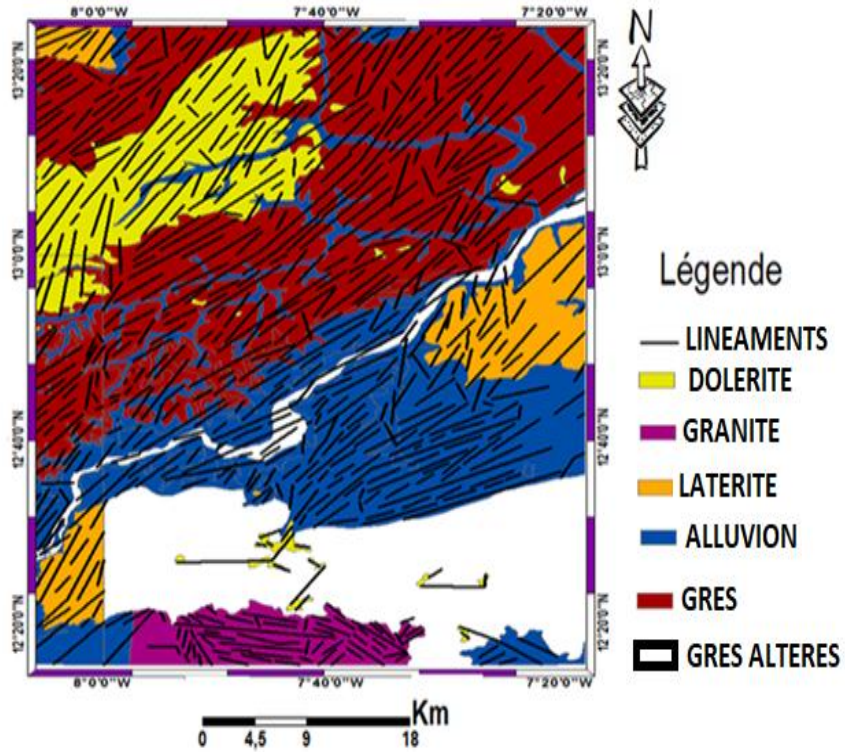 8°0'0"W 7°40'0"W 7°20'0"W
N
13°20'0"N 13°20'0"N
13°0'0"N 13°0'0"N
Légende
LINEAMENTS
DOLERITE
GRANITE
12°40'0"N 12°40'0"N
LATERITE
ALLUVION
GRES
12°20'0"N 12°20'0"N
GRES ALTERES
8°0'0"W 7°40'0"W 7°20'0"W
Km
0 4,5 9 18